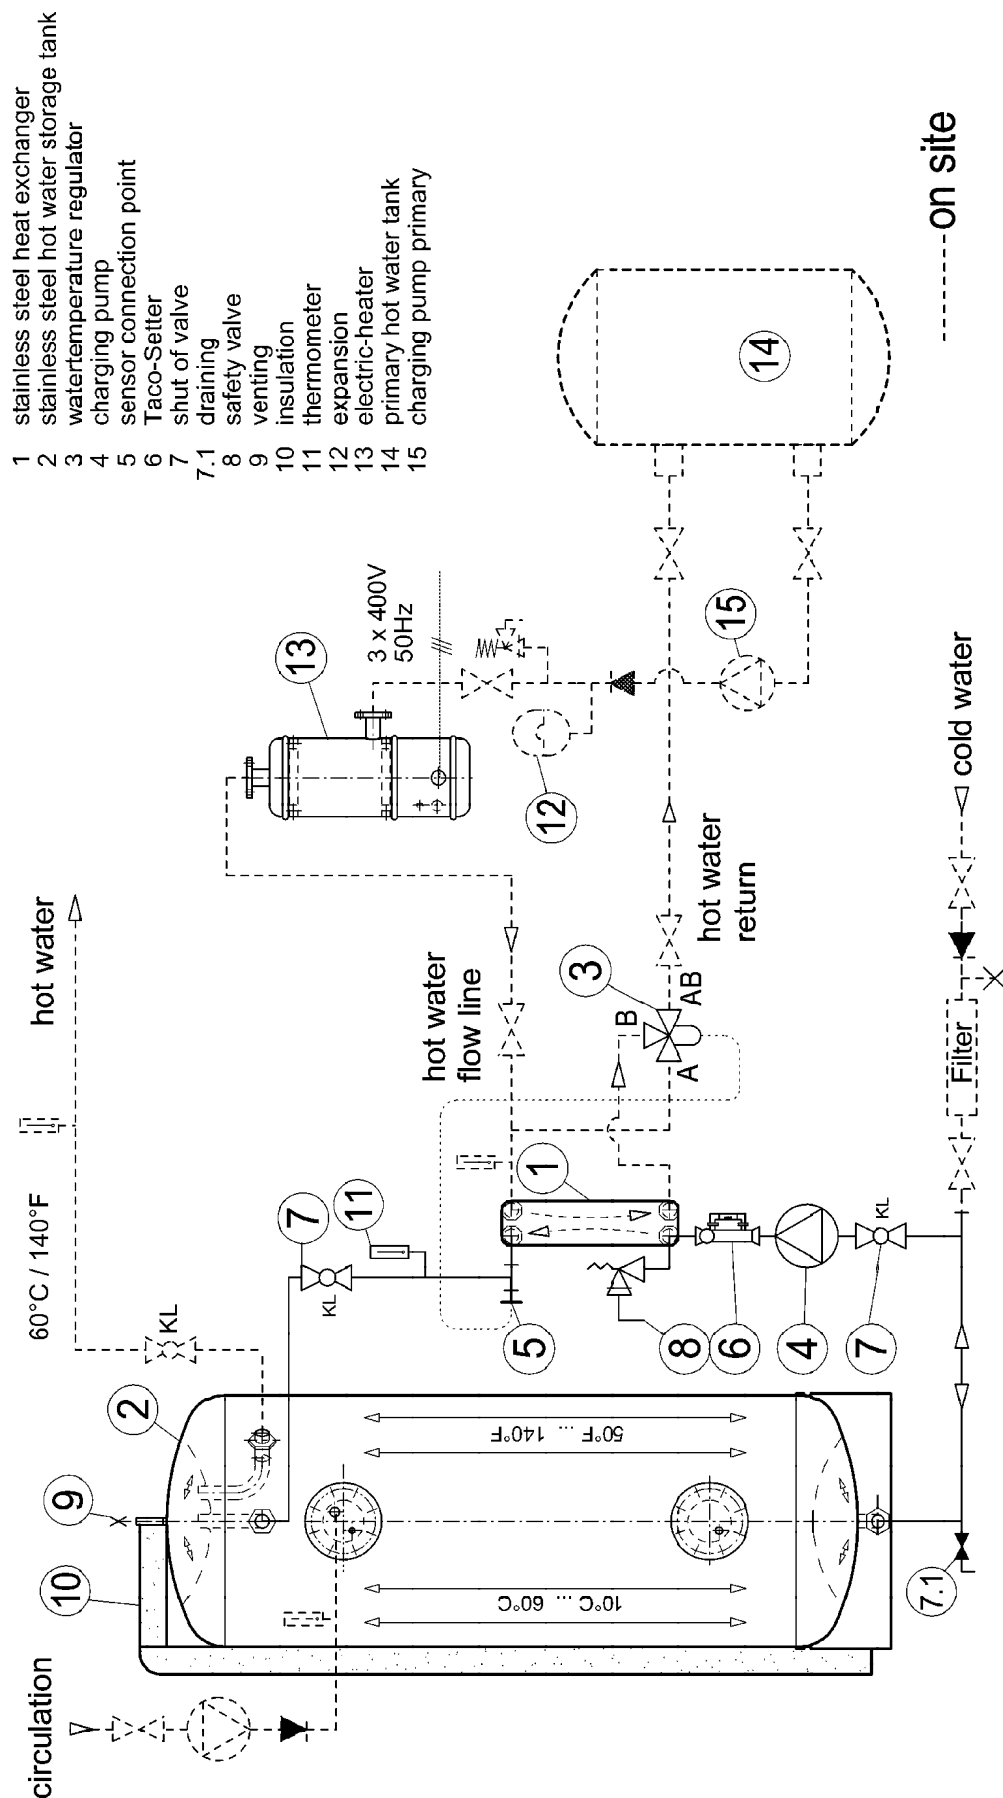 1 stainless steel heat exchanger
2 stainless steel hot water storage tank
3 watertemperature regulator
4 charging pump
5 sensor connection point
6 Taco-Setter
7 shut of valve
7.1 draining
8 safety valve
9 venting
10 insulation
11 thermometer
12 expansion
13 electric-heater
14 primary hot water tank
15 charging pump primary
on site
circulation
10
9
2
60°C / 140°F
KL
hot water
7
KL
11
5
1
hot water
flow line
13
3 x 400V
50Hz
12
15
14
3
B
A
AB
hot water
return
8
6
4
7
KL
7.1
Filter
cold water
10°C ... 60°C
50°F ... 140°F